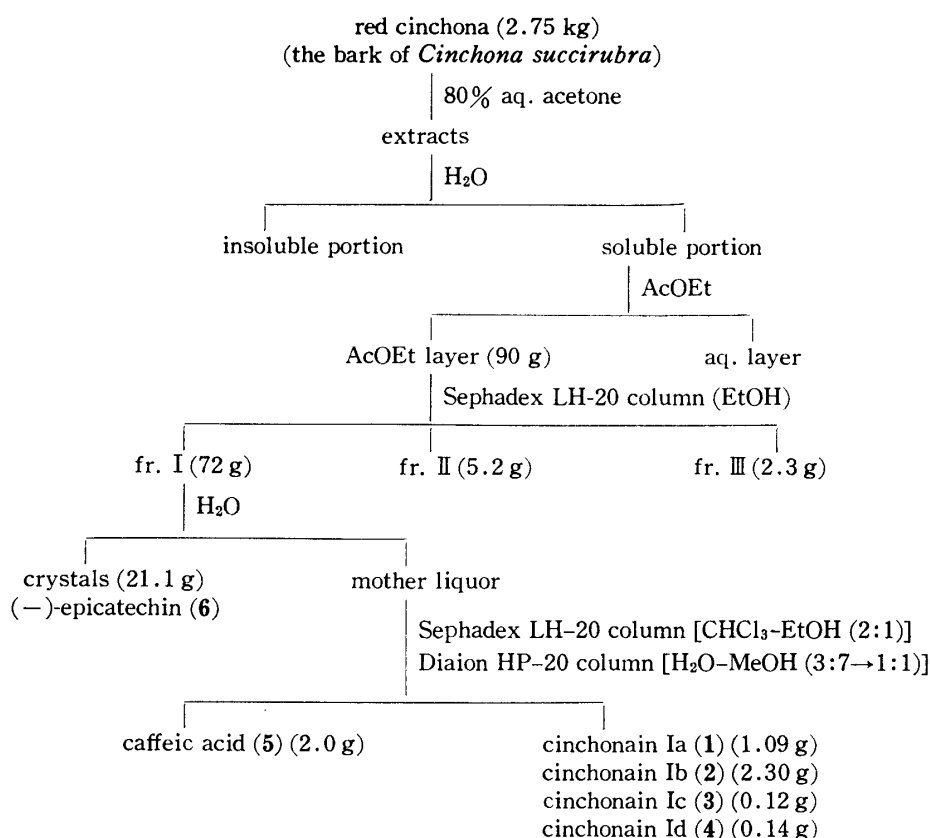 red cinchona (2.75 kg)
(the bark of Cinchona succirubra)
80% aq. acetone
extracts
H₂O
insoluble portion
soluble portion
AcOEt
AcOEt layer (90 g)
aq. layer
Sephadex LH-20 column (EtOH)
fr. I (72 g)
fr. Ⅱ (5.2 g)
fr. Ⅲ (2.3 g)
H₂O
crystals (21.1 g)
(−)-epicatechin (6)
mother liquor
Sephadex LH-20 column [CHCl₃-EtOH (2:1)]
Diaion HP-20 column [H₂O-MeOH (3:7→1:1)]
caffeic acid (5) (2.0 g)
cinchonain Ia (1) (1.09 g)
cinchonain Ib (2) (2.30 g)
cinchonain Ic (3) (0.12 g)
cinchonain Id (4) (0.14 g)